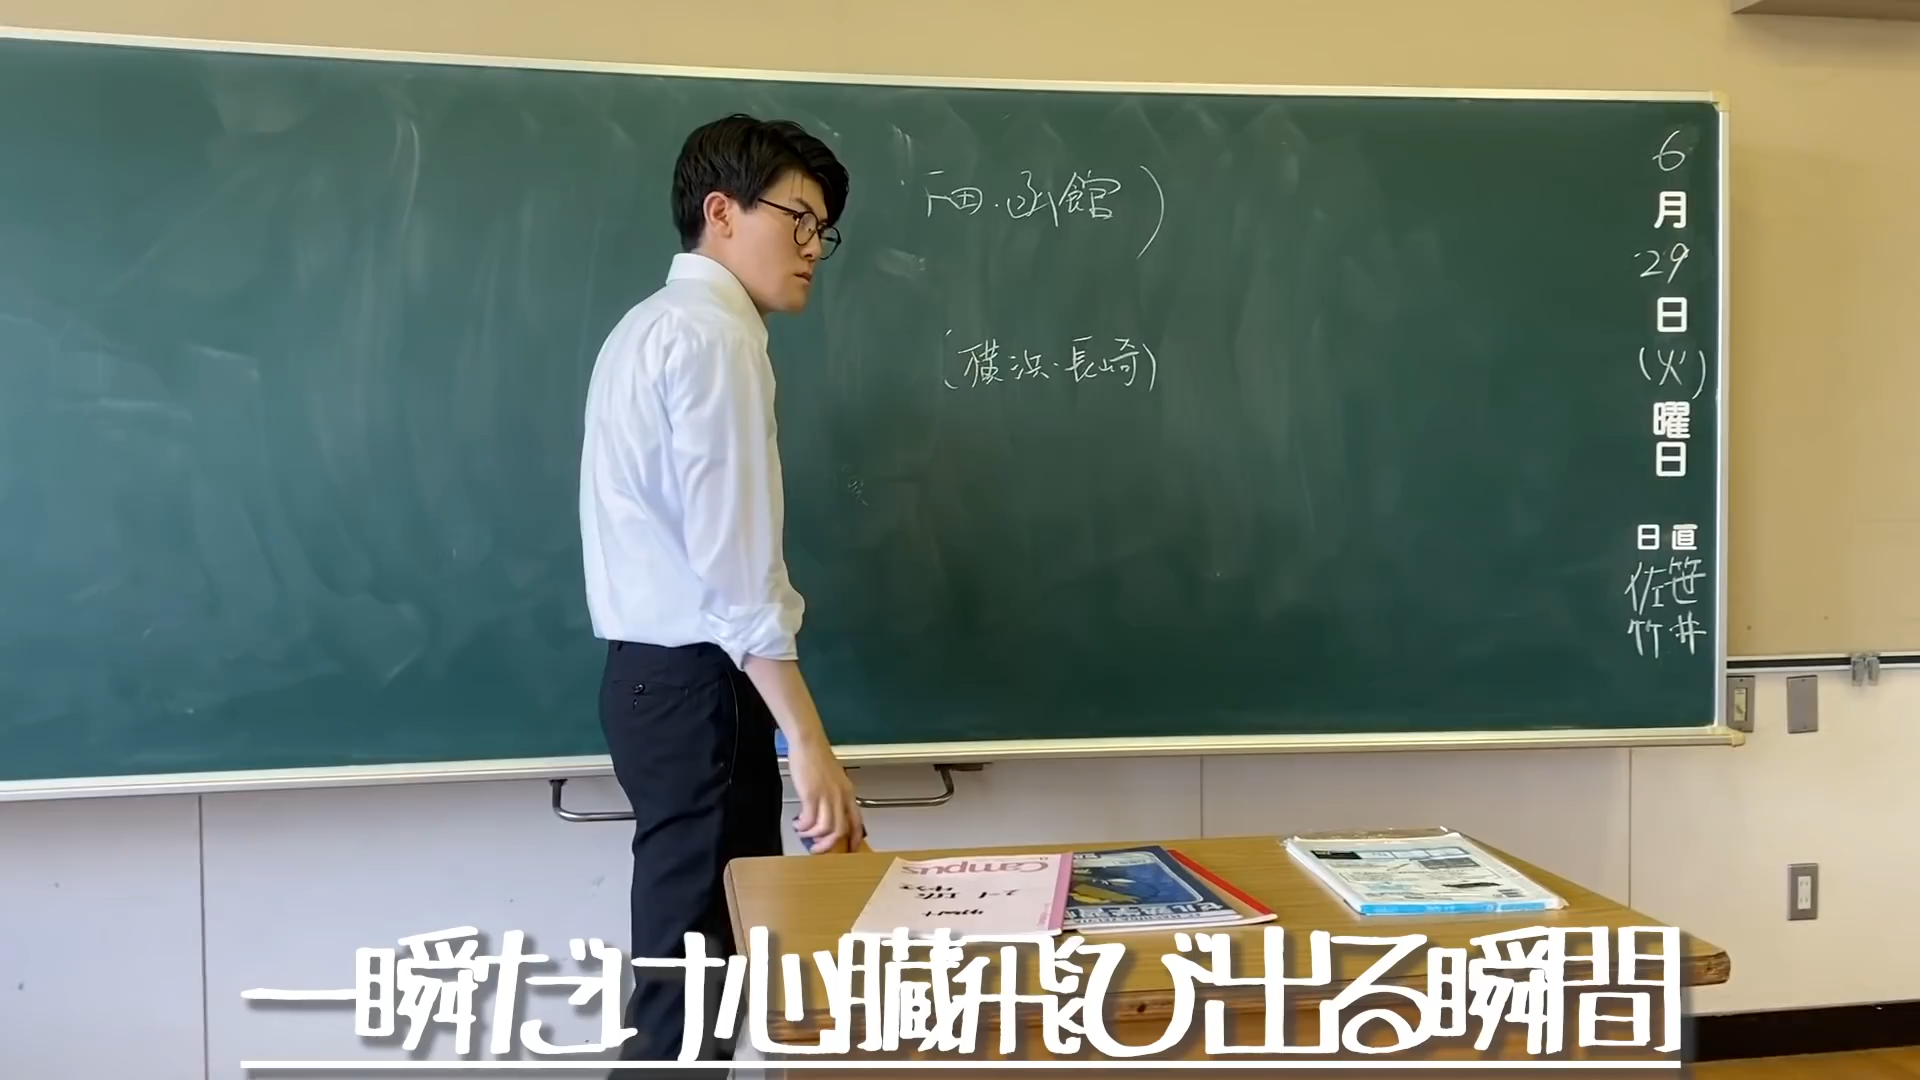 下田・函館)
(横浜・長崎)
6
月
29
日
(火)
曜
日
日直
佐笹
竹井
Campus
一瞬だけ心臓飛び出る瞬間